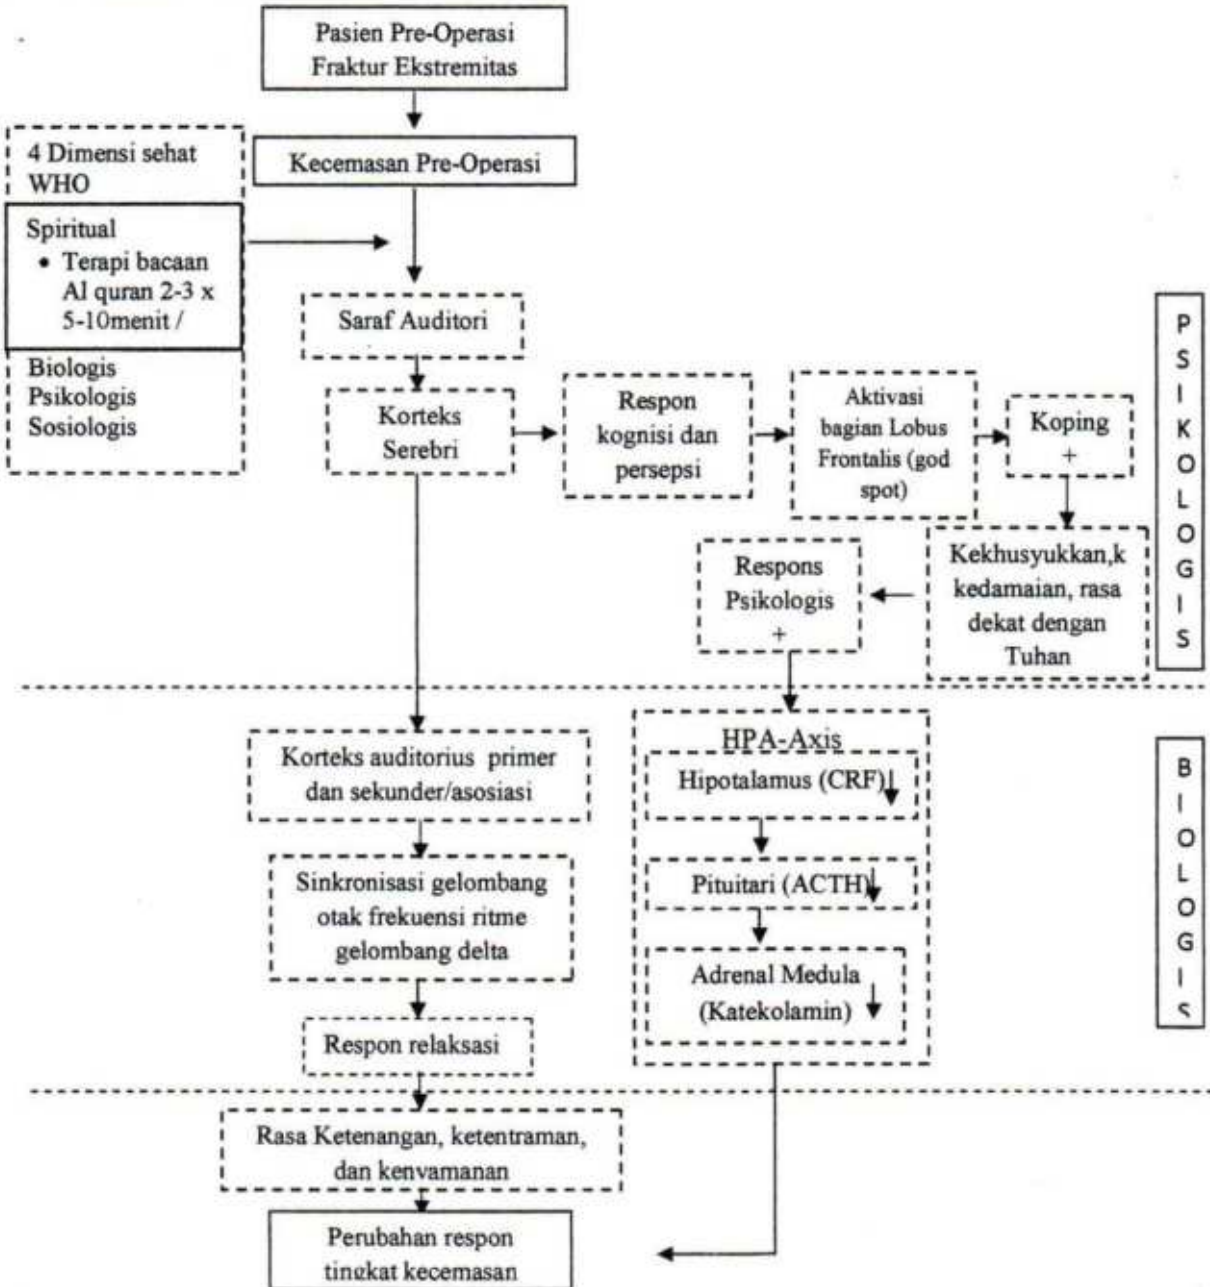 Pasien Pre-Operasi
Fraktur Ekstremitas
Kecemasan Pre-Operasi
4 Dimensi sehat
WHO
Spiritual
• Terapi bacaan
Al quran 2-3 x
5-10menit /
Biologis
Psikologis
Sosiologis
Saraf Auditori
Korteks
Serebri
Respon
kognisi dan
persepsi
Aktivasi
bagian Lobus
Frontalis (god
spot)
Koping
+
Kekhusyukkan,k
kedamaian, rasa
dekat dengan
Tuhan
Respons
Psikologis
+
P
S
I
K
O
L
O
G
I
S
Korteks auditorius primer
dan sekunder/asosiasi
Sinkronisasi gelombang
otak frekuensi ritme
gelombang delta
Respon relaksasi
HPA-Axis
Hipotalamus (CRF)
Pituitari (ACTH)
Adrenal Medula
(Katekolamin)
B
I
O
L
O
G
I
S
Rasa Ketenangan, ketentraman,
dan kenyamanan
Perubahan respon
tingkat kecemasan